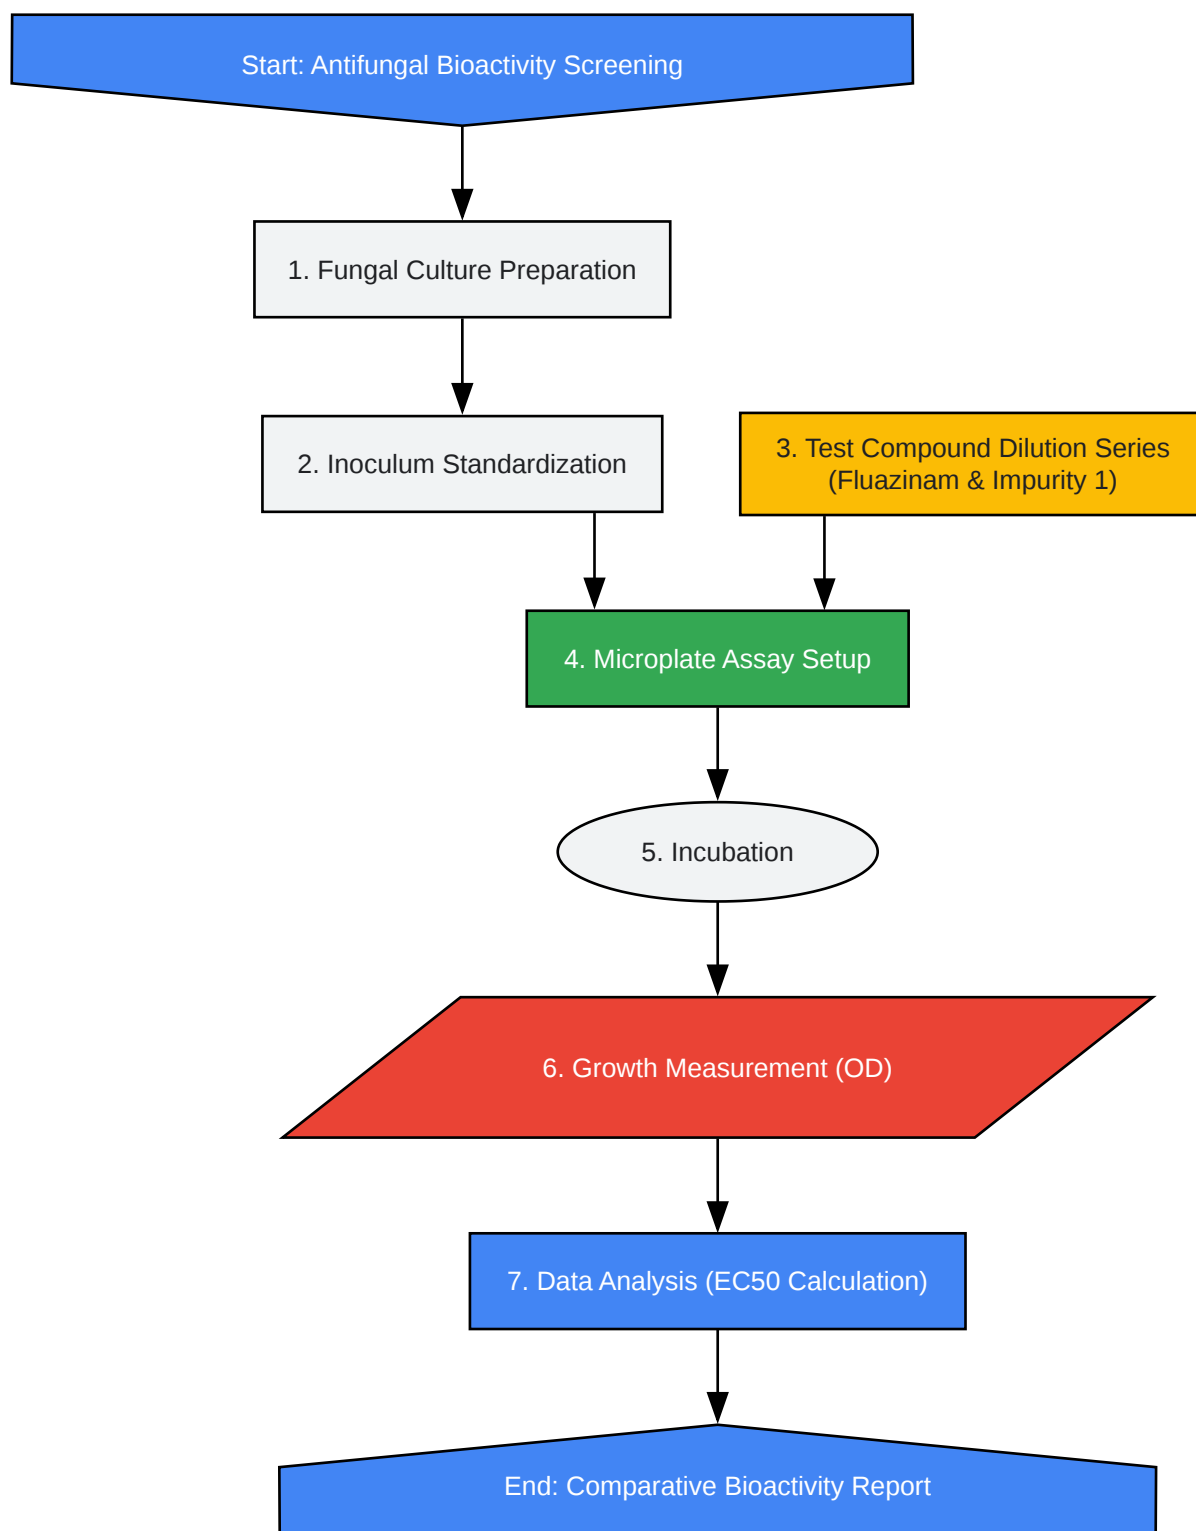 Start: Antifungal Bioactivity Screening
1. Fungal Culture Preparation
2. Inoculum Standardization
3. Test Compound Dilution Series
(Fluazinam & Impurity 1)
4. Microplate Assay Setup
5. Incubation
6. Growth Measurement (OD)
7. Data Analysis (EC50 Calculation)
End: Comparative Bioactivity Report